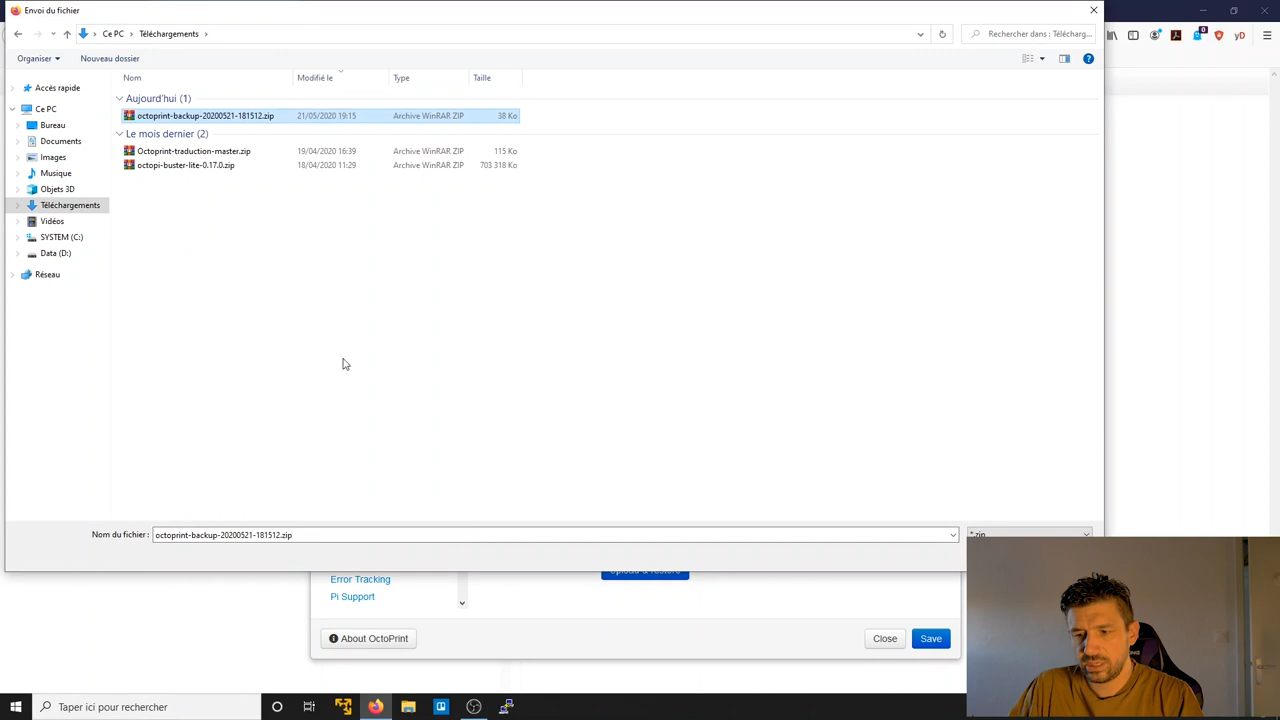 Envoi du fichier
Ce PC
Téléchargements
Rechercher dans : Télécharg...
Organiser
Nouveau dossier
Nom
Modifié le
Type
Taille
Aujourd'hui (1)
octoprint-backup-20200521-181512.zip
21/05/2020 19:15
Archive WinRAR ZIP
38 Ko
Le mois dernier (2)
Octoprint-traduction-master.zip
19/04/2020 16:39
Archive WinRAR ZIP
115 Ko
octopi-buster-lite-0.17.0.zip
18/04/2020 11:29
Archive WinRAR ZIP
703 318 Ko
Accès rapide
Ce PC
Bureau
Documents
Images
Musique
Objets 3D
Téléchargements
Vidéos
SYSTEM (C:)
Data (D:)
Réseau
Nom du fichier :
octoprint-backup-20200521-181512.zip
*.zip
Error Tracking
Pi Support
About OctoPrint
Close
Save
Taper ici pour rechercher